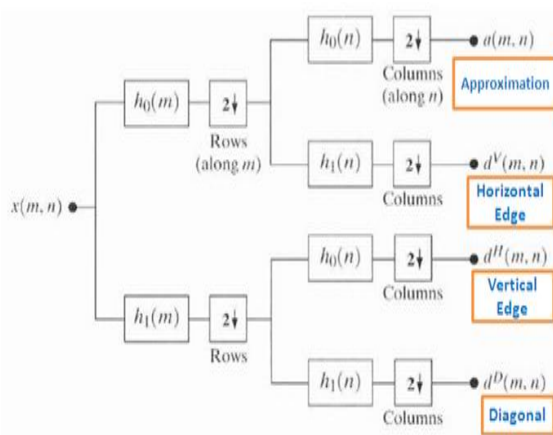 h₀(n)
2↓
a(m, n)
Columns
(along n)
Approximation
h₀(m)
2↓
Rows
(along m)
h₁(n)
2↓
dⱽ(m, n)
Columns
Horizontal
Edge
x(m, n)
h₀(n)
2↓
dᴴ(m, n)
Columns
Vertical
Edge
h₁(m)
2↓
Rows
h₁(n)
2↓
dᴰ(m, n)
Columns
Diagonal